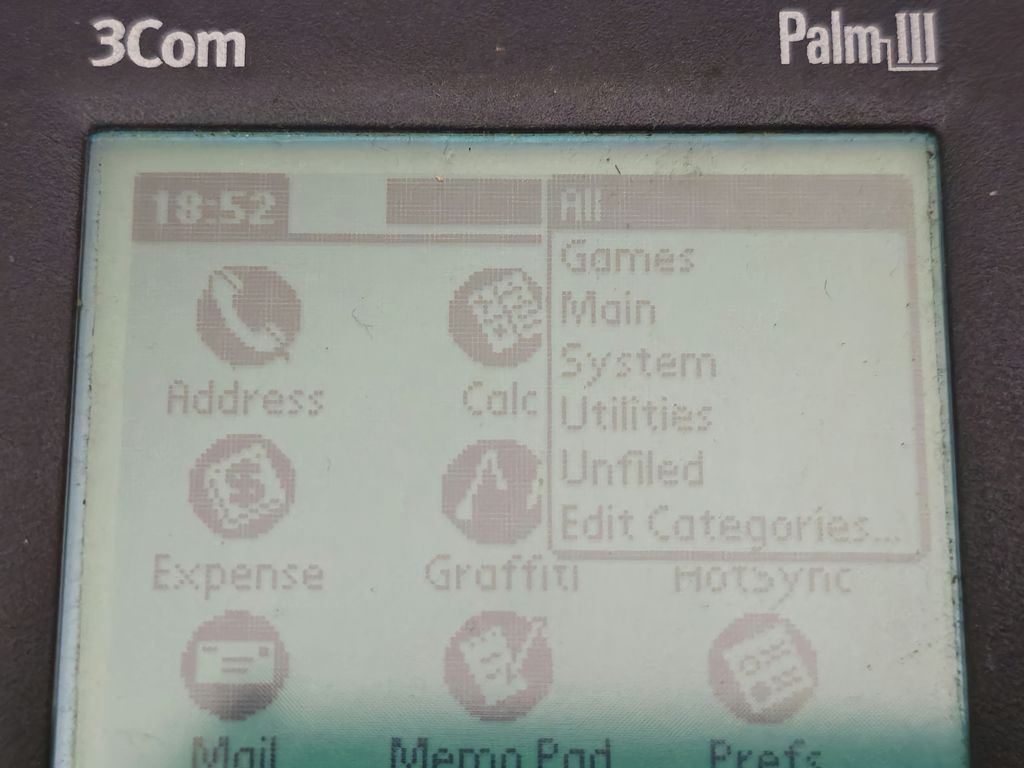 3Com
Palm III
18:52
All
Games
Main
System
Utilities
Unfiled
Edit Categories...
Address
Calc
$
Expense
Graffiti
HotSync
Mail
Memo Pad
Prefs